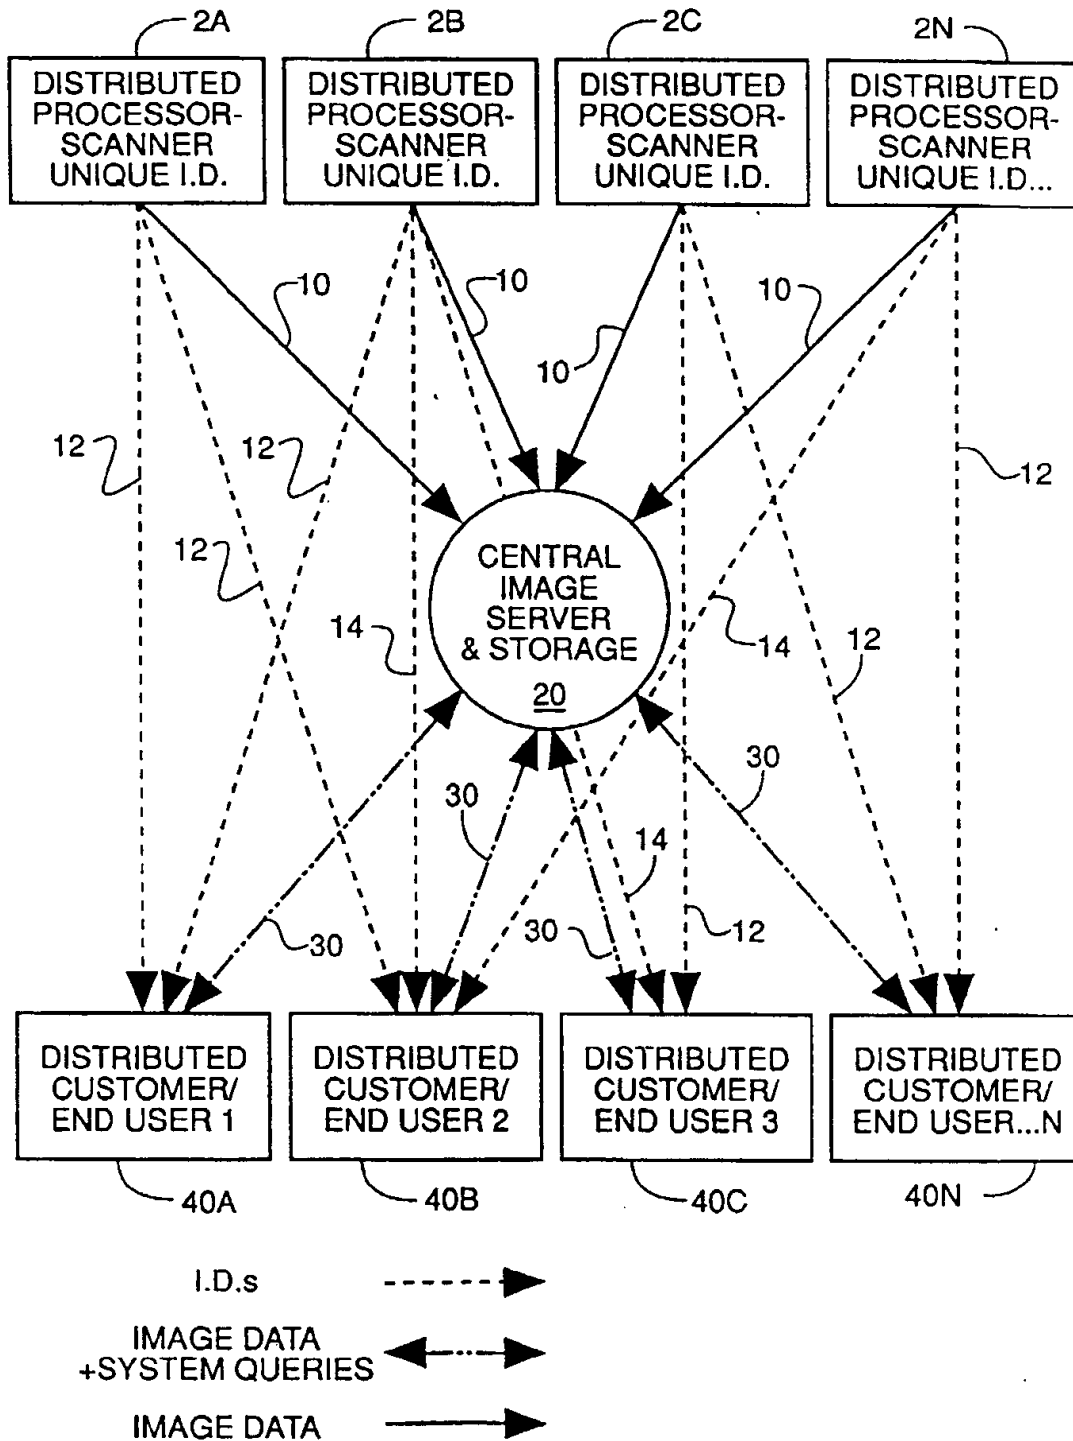 2A
2B
2C
2N
DISTRIBUTED
PROCESSOR-
SCANNER
UNIQUE I.D.
DISTRIBUTED
PROCESSOR-
SCANNER
UNIQUE I.D.
DISTRIBUTED
PROCESSOR-
SCANNER
UNIQUE I.D.
DISTRIBUTED
PROCESSOR-
SCANNER
UNIQUE I.D...
10
10
10
10
12
12
12
12
CENTRAL
IMAGE
SERVER
& STORAGE
20
14
14
12
30
30
14
30
30
12
DISTRIBUTED
CUSTOMER/
END USER 1
DISTRIBUTED
CUSTOMER/
END USER 2
DISTRIBUTED
CUSTOMER/
END USER 3
DISTRIBUTED
CUSTOMER/
END USER...N
40A
40B
40C
40N
I.D.s
IMAGE DATA
+SYSTEM QUERIES
IMAGE DATA